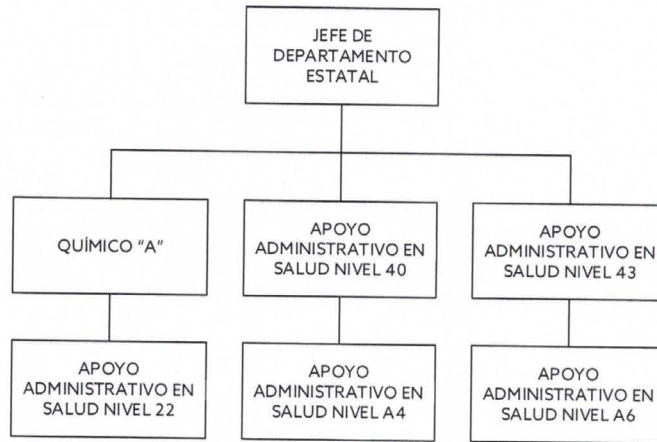 JEFE DE
DEPARTAMENTO
ESTATAL
QUÍMICO "A"
APOYO
ADMINISTRATIVO EN
SALUD NIVEL 40
APOYO
ADMINISTRATIVO EN
SALUD NIVEL 43
APOYO
ADMINISTRATIVO EN
SALUD NIVEL 22
APOYO
ADMINISTRATIVO EN
SALUD NIVEL A4
APOYO
ADMINISTRATIVO EN
SALUD NIVEL A6